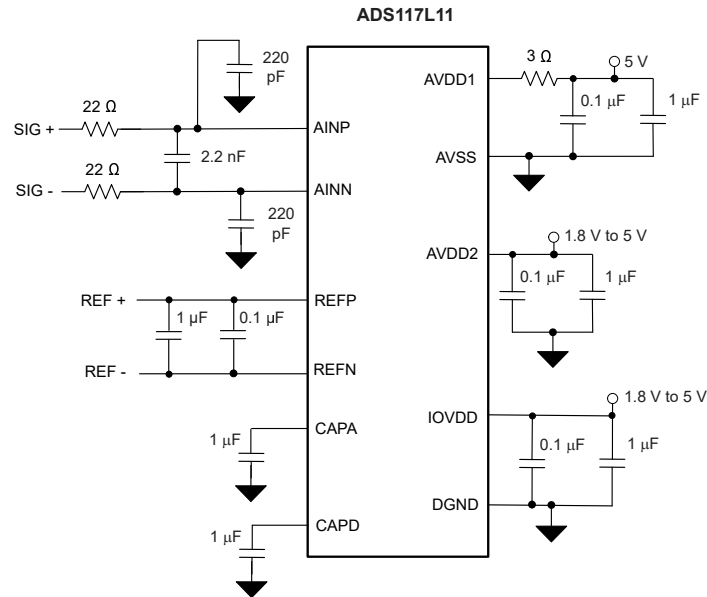 ADS117L11
220
pF
22 Ω
SIG +
2.2 nF
22 Ω
SIG -
220
pF
AINP
AINN
REF +
1 µF
0.1 µF
REF -
REFP
REFN
1 µF
CAPA
1 µF
CAPD
AVDD1
3 Ω
5 V
0.1 µF
1 µF
AVSS
AVDD2
1.8 V to 5 V
0.1 µF
1 µF
IOVDD
1.8 V to 5 V
0.1 µF
1 µF
DGND